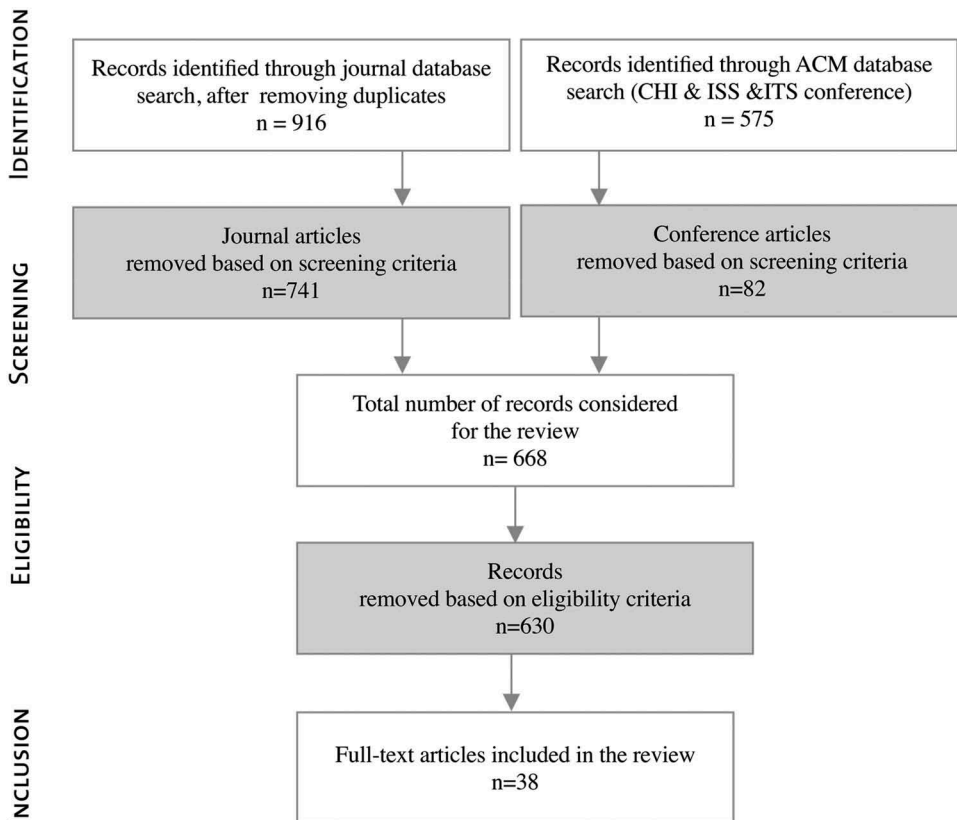 IDENTIFICATION
Records identified through journal database
search, after removing duplicates
n = 916
Records identified through ACM database
search (CHI & ISS &ITS conference)
n = 575
SCREENING
Journal articles
removed based on screening criteria
n=741
Conference articles
removed based on screening criteria
n=82
Total number of records considered
for the review
n= 668
ELIGIBILITY
Records
removed based on eligibility criteria
n=630
NCLUSION
Full-text articles included in the review
n=38